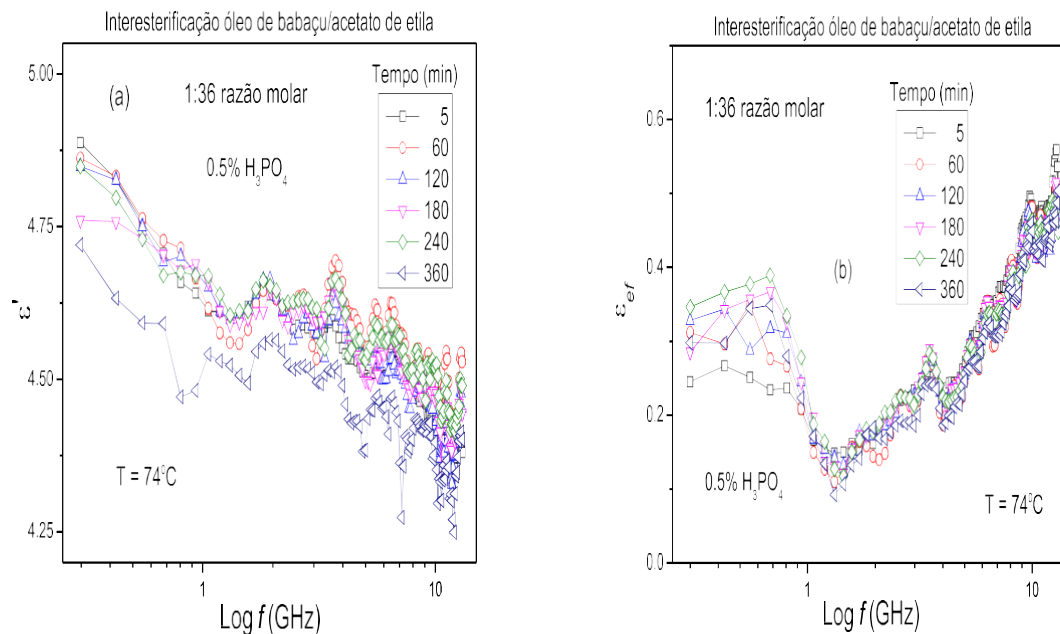 Interesterificação óleo de babaçu/acetato de etila
5.00
(a)
1:36 razão molar
0.5% H₃PO₄
Tempo (min)
5
60
120
180
240
360
4.75
ε'
4.50
T = 74⁰C
4.25
1
10
Log f (GHz)
Interesterificação óleo de babaçu/acetato de etila
0.6
1:36 razão molar
Tempo (min)
5
60
120
180
240
360
0.4
(b)
ε_ef
0.2
0.5% H₃PO₄
T = 74⁰C
0.0
1
10
Log f (GHz)